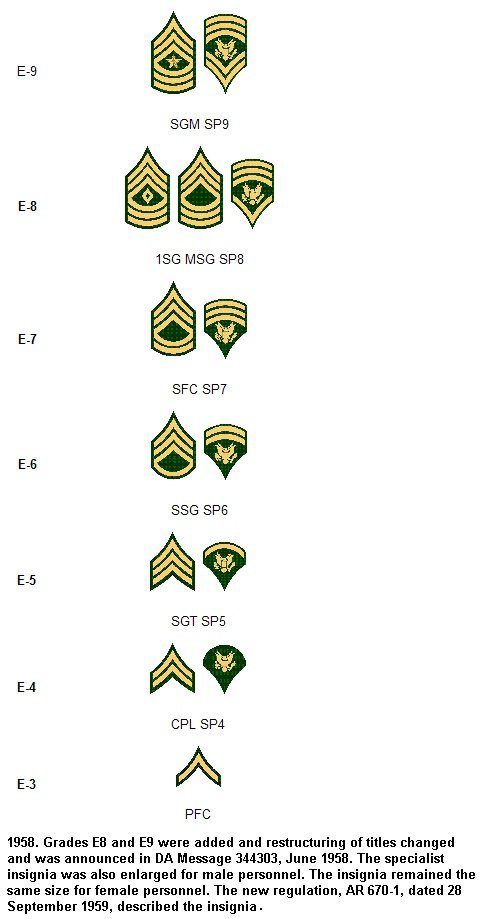 E-9
SGM SP9
E-8
1SG MSG SP8
E-7
SFC SP7
E-6
SSG SP6
E-5
SGT SP5
E-4
CPL SP4
E-3
PFC
1958. Grades E8 and E9 were added and restructuring of titles changed
and was announced in DA Message 344303, June 1958. The specialist
insignia was also enlarged for male personnel. The insignia remained the
same size for female personnel. The new regulation, AR 670-1, dated 28
September 1959, described the insignia.